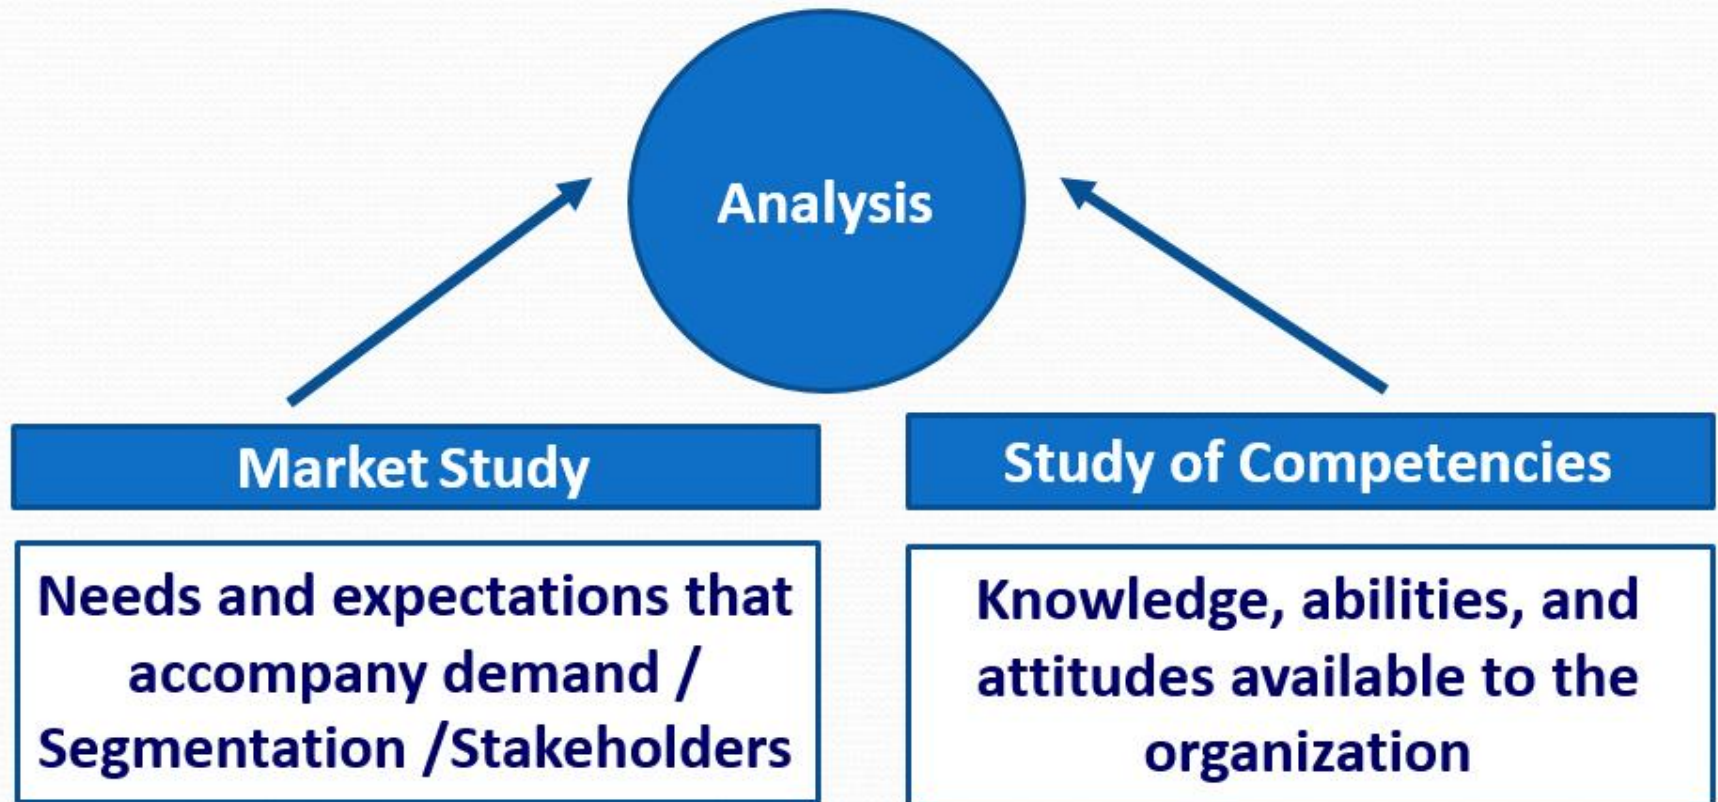 Analysis
Market Study
Study of Competencies
Needs and expectations that
accompany demand /
Segmentation /Stakeholders
Knowledge, abilities, and
attitudes available to the
organization